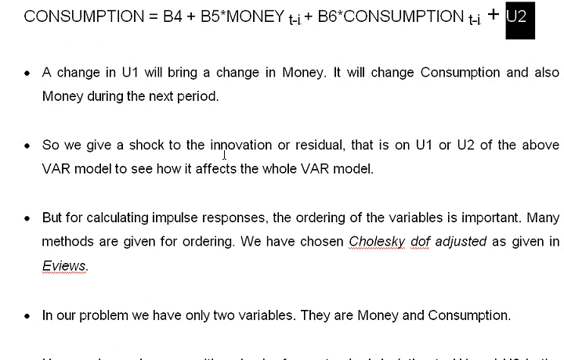 CONSUMPTION = B4 + B5*MONEY t-i + B6*CONSUMPTION t-i + U2
• A change in U1 will bring a change in Money. It will change Consumption and also
Money during the next period.
• So we give a shock to the innovation or residual, that is on U1 or U2 of the above
VAR model to see how it affects the whole VAR model.
• But for calculating impulse responses, the ordering of the variables is important. Many
methods are given for ordering. We have chosen Cholesky dof adjusted as given in
Eviews.
• In our problem we have only two variables. They are Money and Consumption.